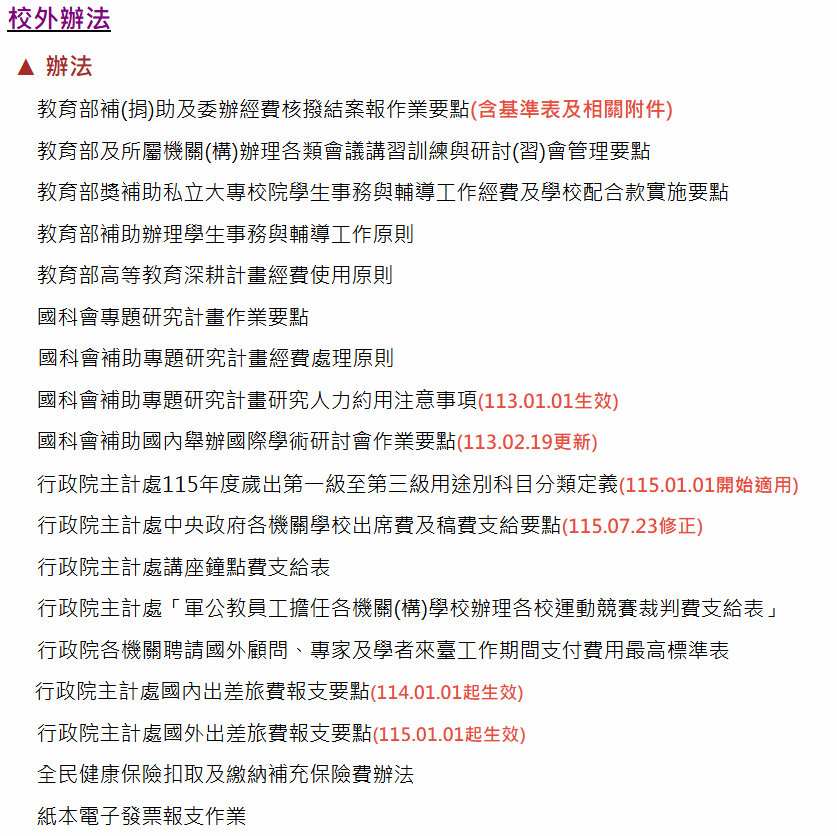 校外辦法
▲ 辦法
教育部補(捐)助及委辦經費核撥結案報作業要點(含基準表及相關附件)
教育部及所屬機關(構)辦理各類會議講習訓練與研討(習)會管理要點
教育部獎補助私立大專校院學生事務與輔導工作經費及學校配合款實施要點
教育部補助辦理學生事務與輔導工作原則
教育部高等教育深耕計畫經費使用原則
國科會專題研究計畫作業要點
國科會補助專題研究計畫經費處理原則
國科會補助專題研究計畫研究人力約用注意事項(113.01.01生效)
國科會補助國內舉辦國際學術研討會作業要點(113.02.19更新)
行政院主計處115年度歲出第一級至第三級用途別科目分類定義(115.01.01開始適用)
行政院主計處中央政府各機關學校出席費及稿費支給要點(115.07.23修正)
行政院主計處講座鐘點費支給表
行政院主計處「軍公教員工擔任各機關(構)學校辦理各校運動競賽裁判費支給表」
行政院各機關聘請國外顧問、專家及學者來臺工作期間支付費用最高標準表
行政院主計處國內出差旅費報支要點(114.01.01起生效)
行政院主計處國外出差旅費報支要點(115.01.01起生效)
全民健康保險扣取及繳納補充保險費辦法
紙本電子發票報支作業